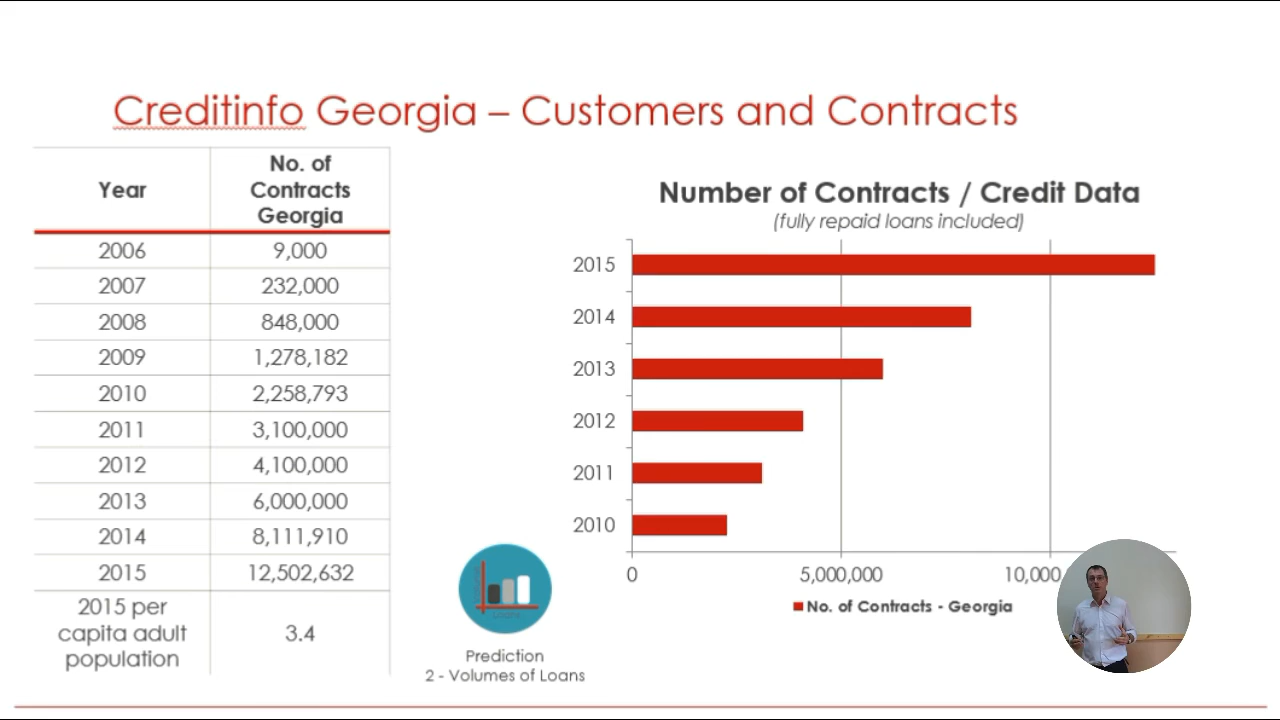 Creditinfo Georgia – Customers and Contracts
Year
No. of
Contracts
Georgia
2006 9,000
2007 232,000
2008 848,000
2009 1,278,182
2010 2,258,793
2011 3,100,000
2012 4,100,000
2013 6,000,000
2014 8,111,910
2015 12,502,632
2015 per
capita adult
population
3.4
Loans
Prediction
2 - Volumes of Loans
Number of Contracts / Credit Data
(fully repaid loans included)
2015
2014
2013
2012
2011
2010
0 5,000,000 10,000,
No. of Contracts - Georgia